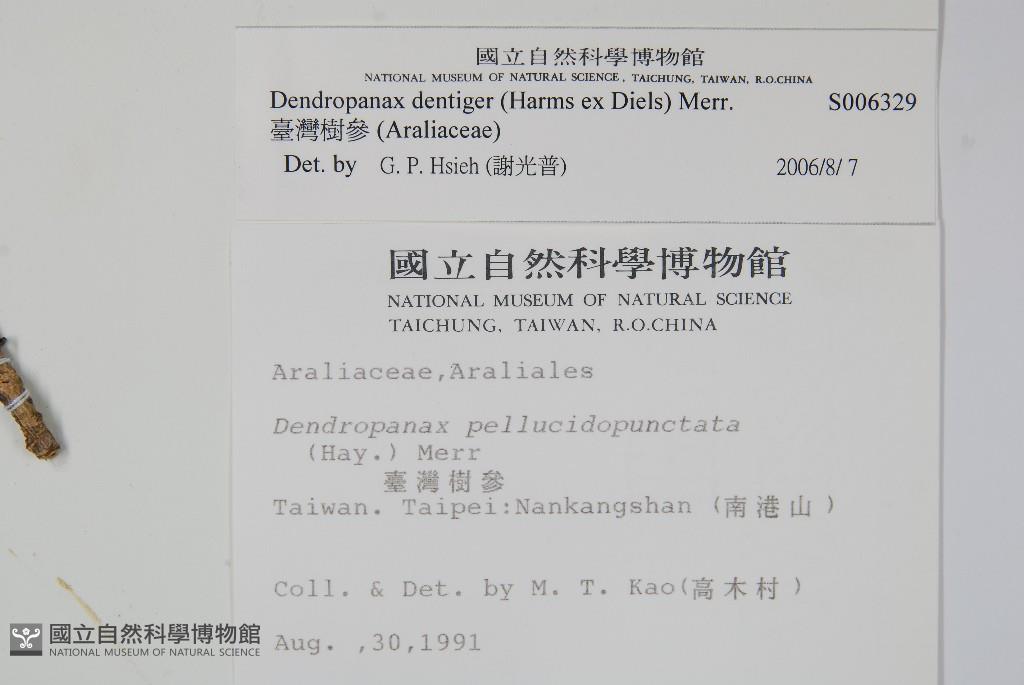 國立自然科學博物館
NATIONAL MUSEUM OF NATURAL SCIENCE, TAICHUNG, TAIWAN, R.O.CHINA
Dendropanax dentiger (Harms ex Diels) Merr. S006329
臺灣樹參 (Araliaceae)
Det. by G. P. Hsieh (謝光普) 2006/8/ 7
國立自然科學博物館
NATIONAL MUSEUM OF NATURAL SCIENCE
TAICHUNG, TAIWAN, R.O.CHINA
Araliaceae,Araliales
Dendropanax pellucidopunctata
(Hay.) Merr
臺灣樹參
Taiwan. Taipei:Nankangshan (南港山)
Coll. & Det. by M. T. Kao(高木村)
Aug. ,30,1991
國立自然科學博物館
NATIONAL MUSEUM OF NATURAL SCIENCE